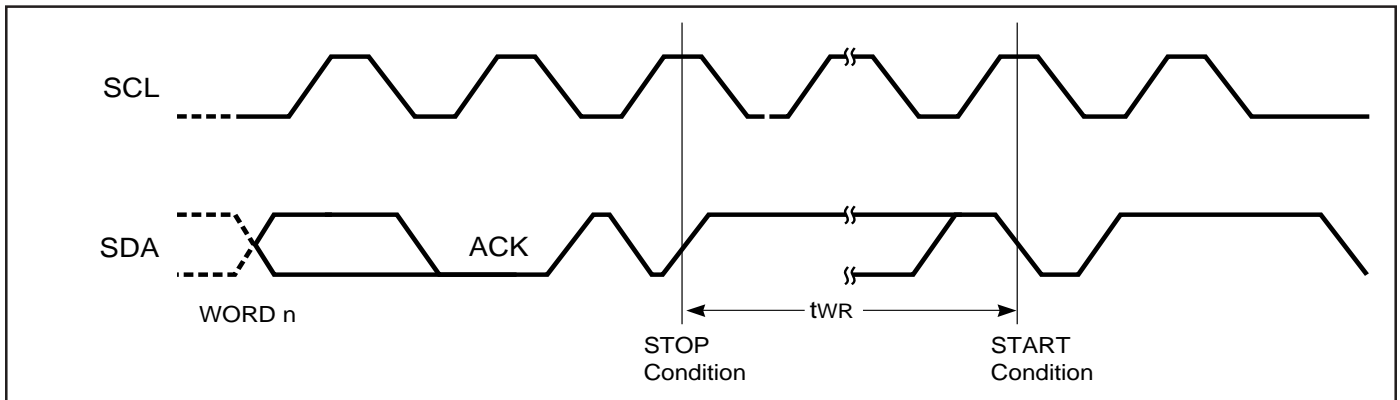 SCL
SDA
ACK
WORD n
tWR
STOP
Condition
START
Condition